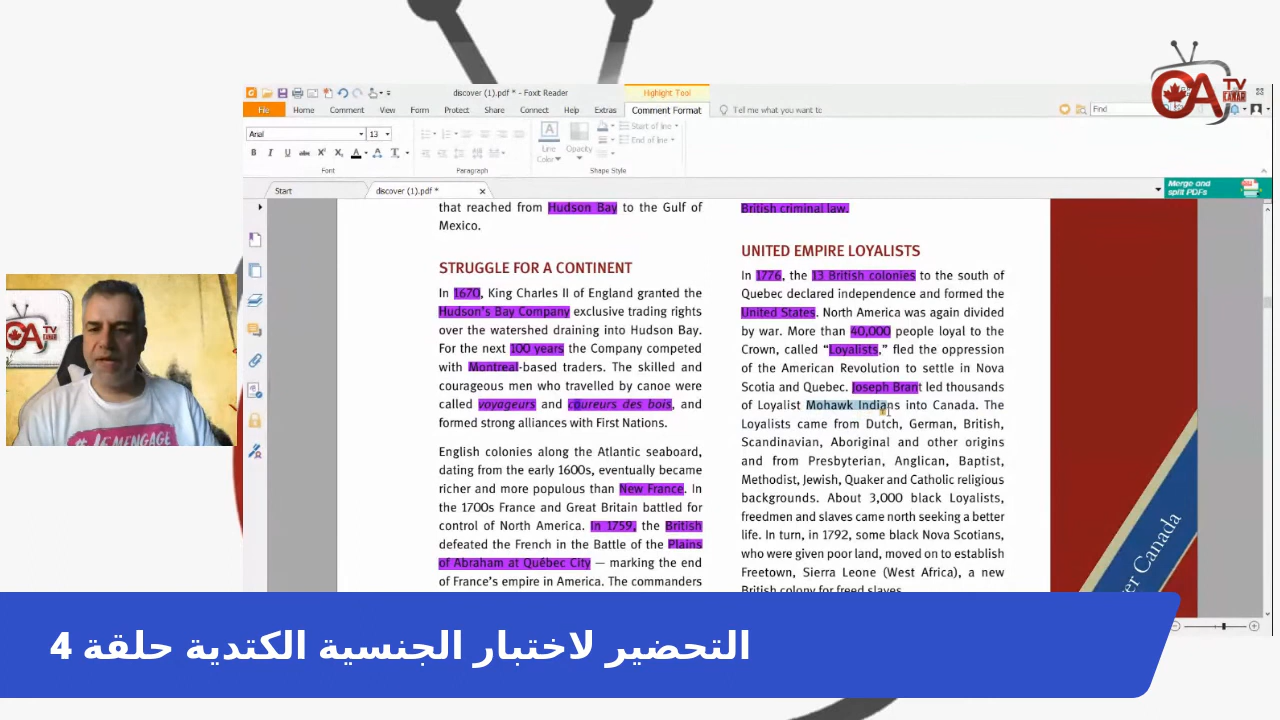 CA TV
KANAR
discover (1).pdf * - Foxit Reader
Highlight Tool
File Home Comment View Form Protect Share Connect Help Extras Comment Format Tell me what you want to Find
Arial 13
Start of line
End of line
Line Color Opacity
B I U abc X² X₂ A A T
Font Paragraph Shape Style
Start discover (1).pdf *
Merge and
split PDFs
that reached from Hudson Bay to the Gulf of
Mexico.
STRUGGLE FOR A CONTINENT
In 1670, King Charles II of England granted the
Hudson's Bay Company exclusive trading rights
over the watershed draining into Hudson Bay.
For the next 100 years the Company competed
with Montreal-based traders. The skilled and
courageous men who travelled by canoe were
called voyageurs and coureurs des bois, and
formed strong alliances with First Nations.
English colonies along the Atlantic seaboard,
dating from the early 1600s, eventually became
richer and more populous than New France. In
the 1700s France and Great Britain battled for
control of North America. In 1759, the British
defeated the French in the Battle of the Plains
of Abraham at Québec City — marking the end
of France's empire in America. The commanders
British criminal law.
UNITED EMPIRE LOYALISTS
In 1776, the 13 British colonies to the south of
Quebec declared independence and formed the
United States. North America was again divided
by war. More than 40,000 people loyal to the
Crown, called “Loyalists,” fled the oppression
of the American Revolution to settle in Nova
Scotia and Quebec. Joseph Brant led thousands
of Loyalist Mohawk Indians into Canada. The
Loyalists came from Dutch, German, British,
Scandinavian, Aboriginal and other origins
and from Presbyterian, Anglican, Baptist,
Methodist, Jewish, Quaker and Catholic religious
backgrounds. About 3,000 black Loyalists,
freedmen and slaves came north seeking a better
life. In turn, in 1792, some black Nova Scotians,
who were given poor land, moved on to establish
Freetown, Sierra Leone (West Africa), a new
British colony for freed slaves.
er Canada
# JE MENGAGE
التحضير لاختبار الجنسية الكتدية حلقة 4